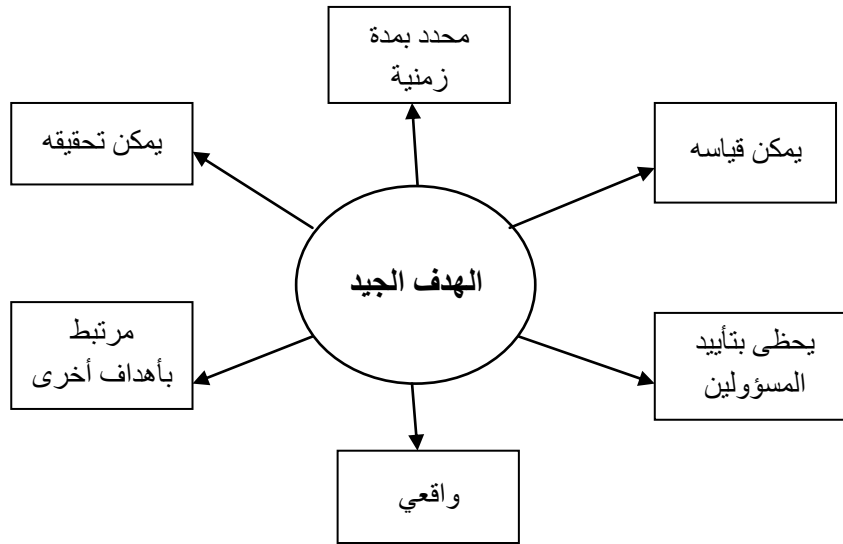 محدد بمدة
زمنية
يمكن قياسه
يمكن تحقيقه
الهدف الجيد
يحظى بتأييد
المسؤولين
مرتبط
بأهداف أخرى
واقعي